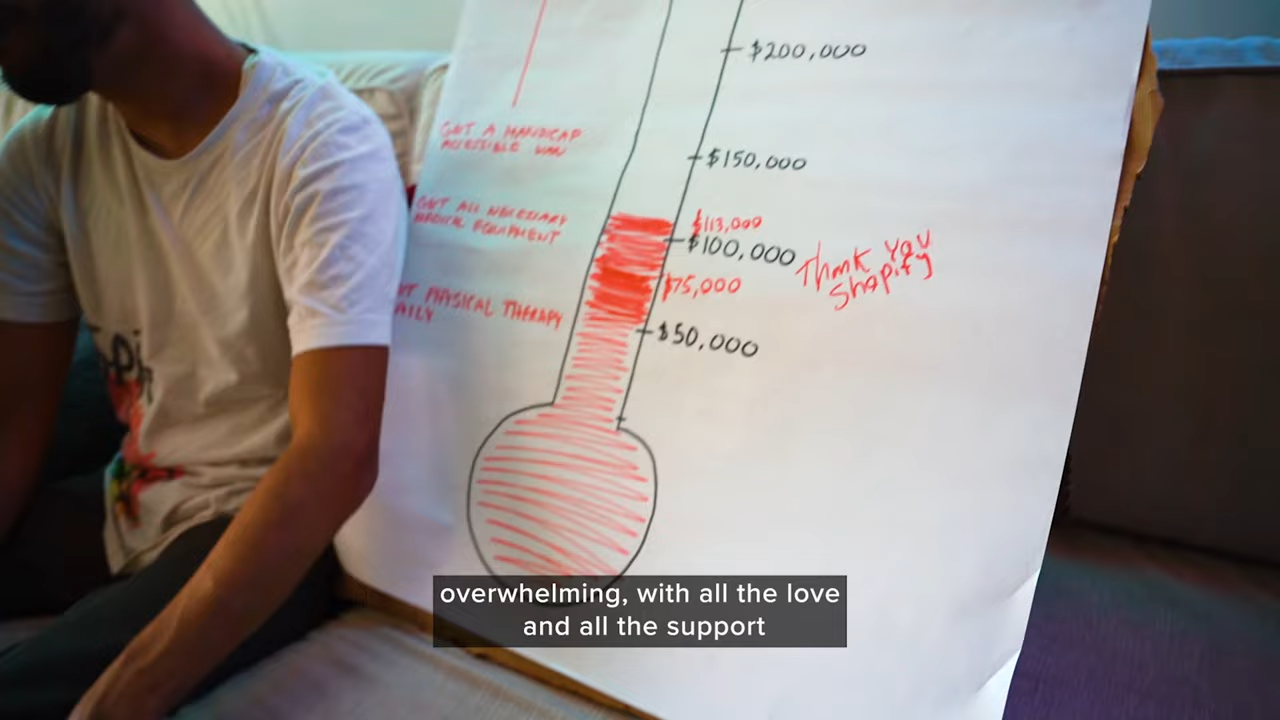 $200,000
GET A HANDICAP
ACCESSIBLE VAN
$150,000
GET ALL NECESSARY
MEDICAL EQUIPMENT
$113,000
$100,000
Thank You
Shopify
$75,000
PHYSICAL THERAPY
$50,000
overwhelming, with all the love
and all the support